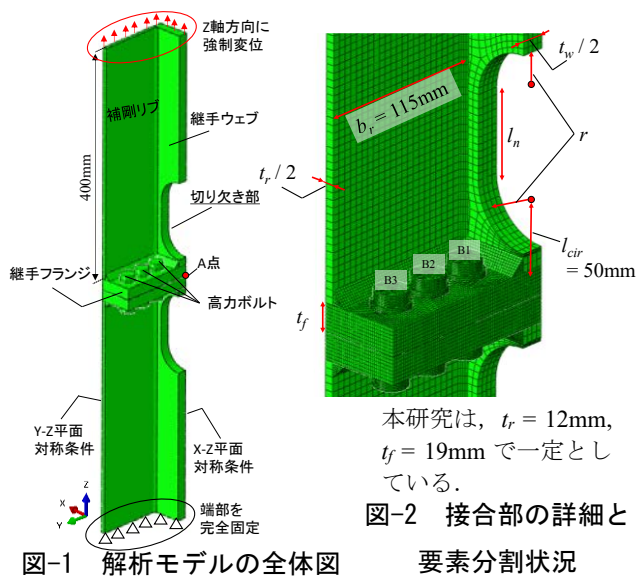 Z軸方向に
強制変位
補剛リブ
継手ウェブ
400mm
切り欠き部
A点
継手フランジ
高力ボルト
Y-Z平面
対称条件
X-Z平面
対称条件
Z
X
Y
端部を
完全固定
図-1 解析モデルの全体図
t_w / 2
b_r = 115mm
l_n
r
t_r / 2
l_cir
= 50mm
B1
B2
B3
t_f
本研究は，t_r = 12mm,
t_f = 19mm で一定とし
ている．
図-2 接合部の詳細と
要素分割状況